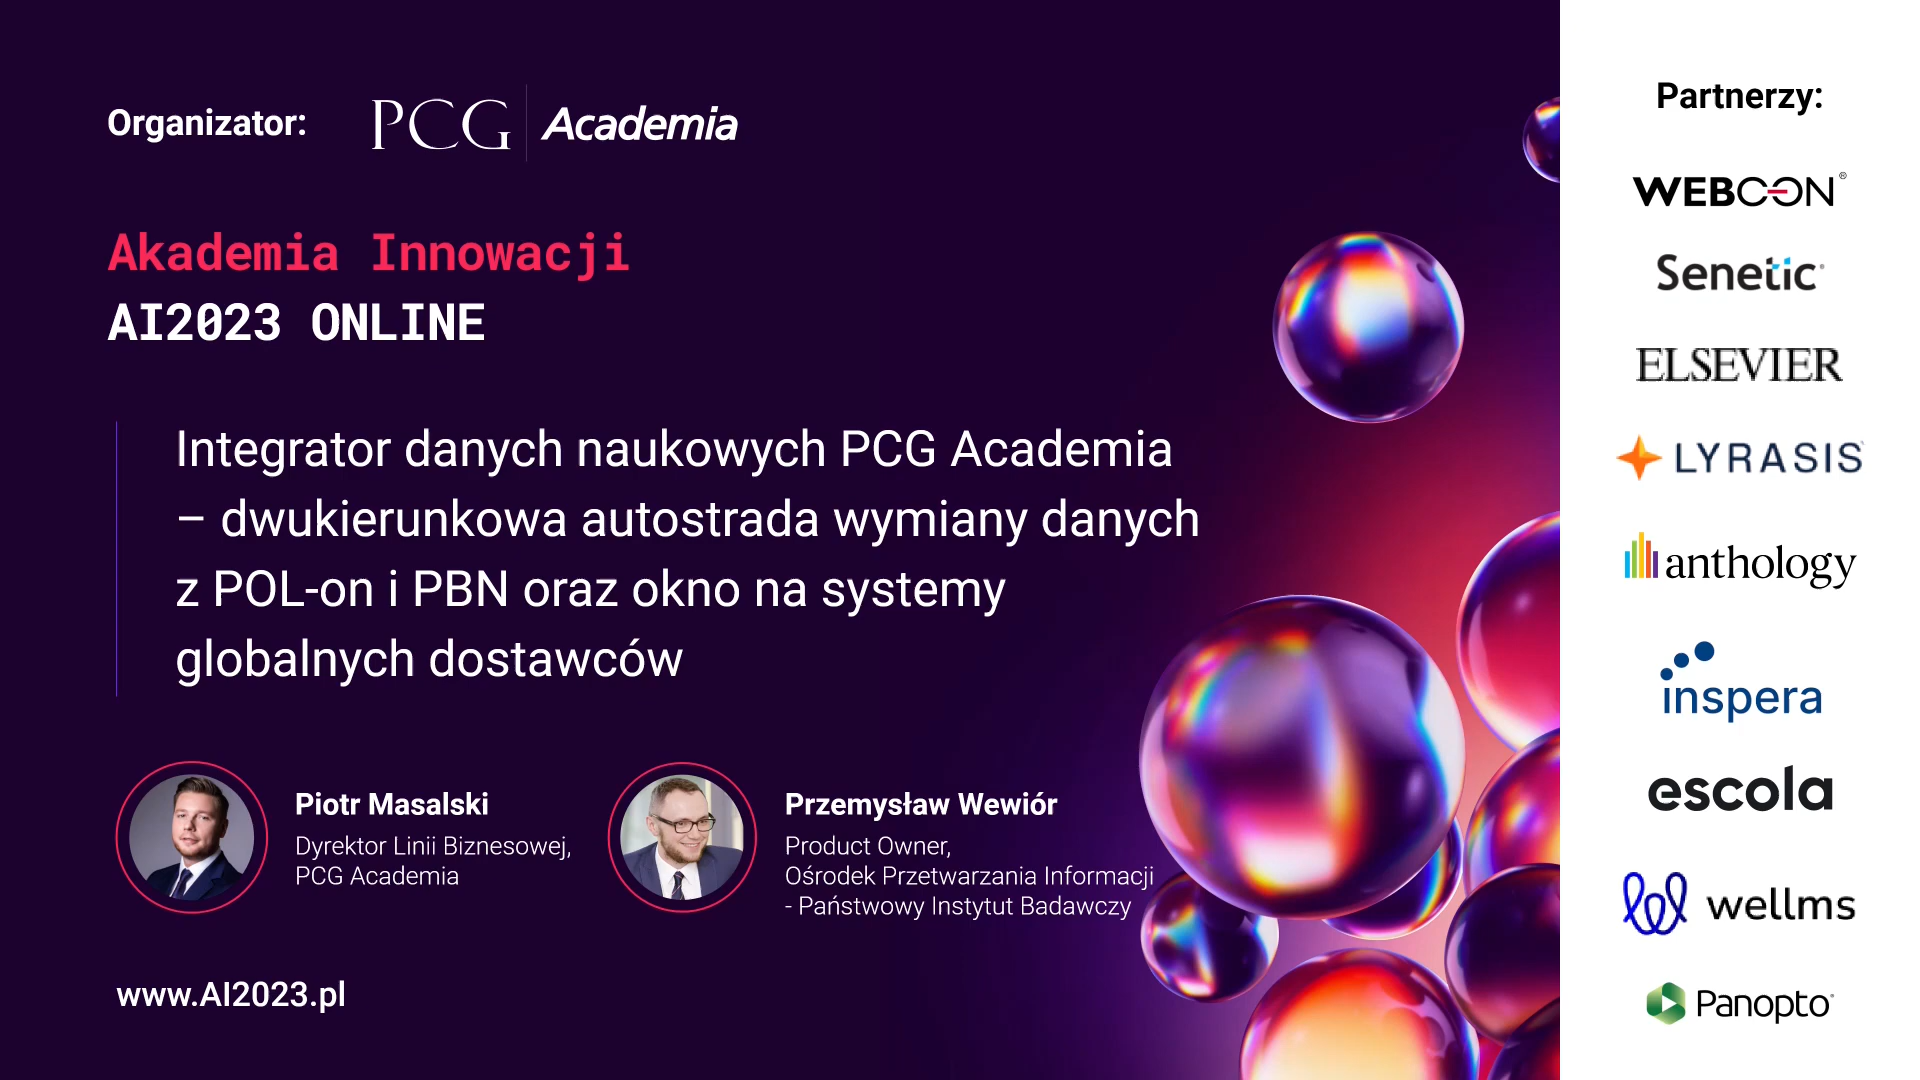 Organizator:
PCG Academia
Akademia Innowacji
AI2023 ONLINE
Integrator danych naukowych PCG Academia
– dwukierunkowa autostrada wymiany danych
z POL-on i PBN oraz okno na systemy
globalnych dostawców
Piotr Masalski
Dyrektor Linii Biznesowej,
PCG Academia
Przemysław Wewiór
Product Owner,
Ośrodek Przetwarzania Informacji
- Państwowy Instytut Badawczy
www.AI2023.pl
Partnerzy:
WEBCON®
Senetic
ELSEVIER
LYRASIS
anthology
inspera
escola
wellms
Panopto